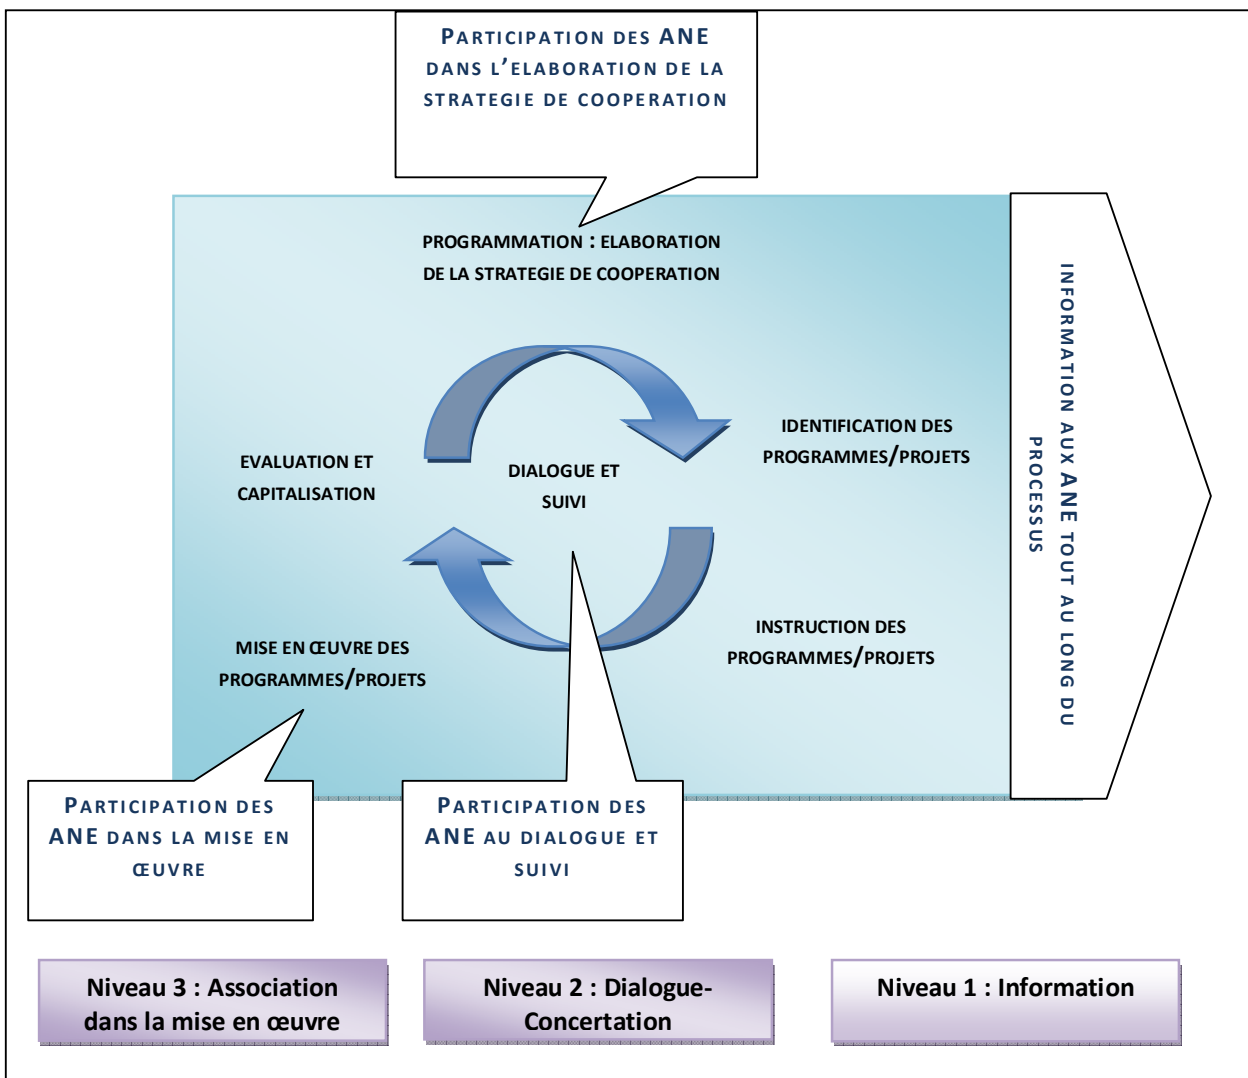 PARTICIPATION DES ANE
DANS L'ELABORATION DE LA
STRATEGIE DE COOPERATION
PROGRAMMATION : ELABORATION
DE LA STRATEGIE DE COOPERATION
INFORMATION AUX ANE TOUT AU LONG DU
PROCESSUS
IDENTIFICATION DES
PROGRAMMES/PROJETS
EVALUATION ET
CAPITALISATION
DIALOGUE ET
SUIVI
INSTRUCTION DES
PROGRAMMES/PROJETS
MISE EN ŒUVRE DES
PROGRAMMES/PROJETS
PARTICIPATION DES
ANE DANS LA MISE EN
ŒUVRE
PARTICIPATION DES
ANE AU DIALOGUE ET
SUIVI
Niveau 3 : Association
dans la mise en œuvre
Niveau 2 : Dialogue-
Concertation
Niveau 1 : Information